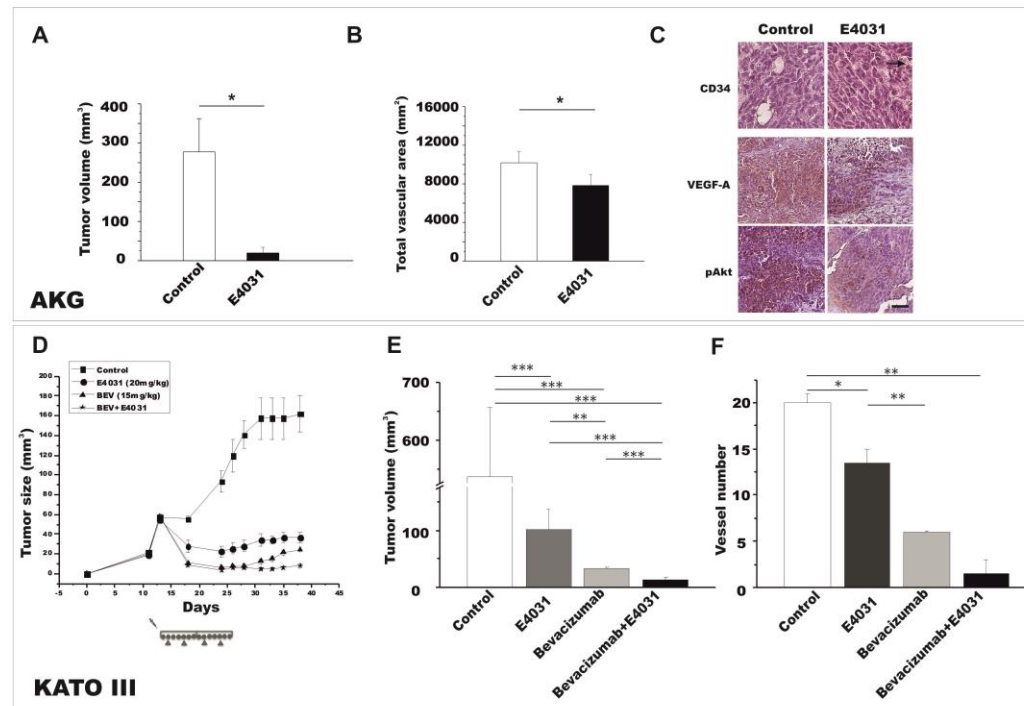 A
Tumor volume (mm³)
400
300
200
100
0
*
Control
E4031
AKG
B
Total vascular area (mm²)
16000
12000
8000
4000
0
*
Control
E4031
C
Control E4031
CD34
VEGF-A
pAkt
D
Control
E4031 (20mg/kg)
BEV (15mg/kg)
BEV+E4031
Tumor size (mm³)
200
180
160
140
120
100
80
60
40
20
0
-5 0 5 10 15 20 25 30 35 40 45
Days
KATO III
E
Tumor volume (mm³)
700
600
100
0
***
***
***
**
***
***
Control
E4031
Bevacizumab
Bevacizumab+E4031
F
Vessel number
20
15
10
5
0
**
*
**
Control
E4031
Bevacizumab
Bevacizumab+E4031